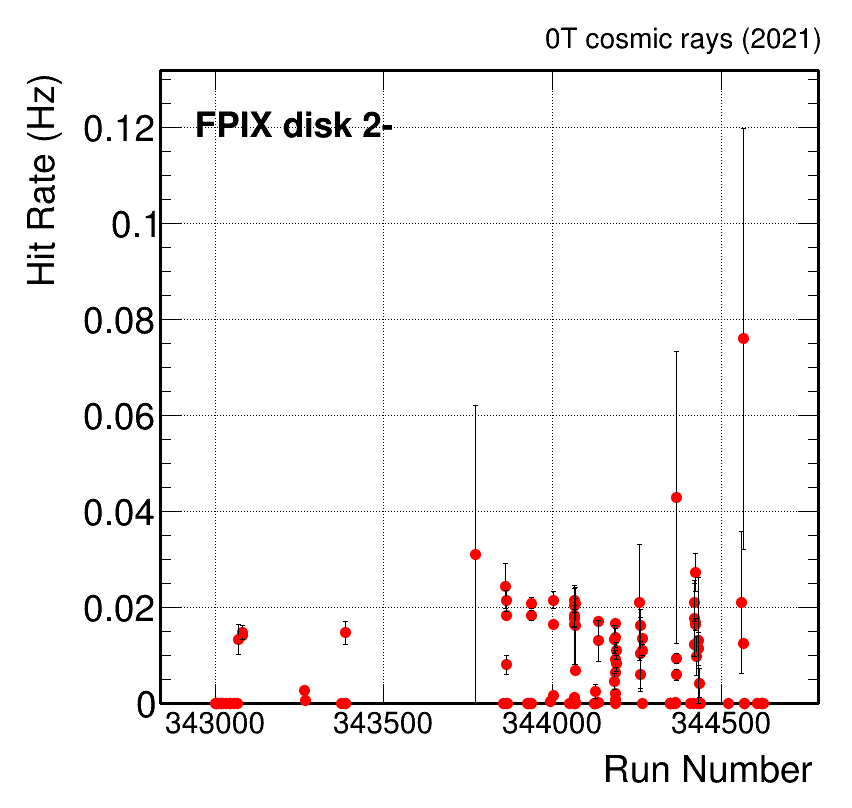 0T cosmic rays (2021)
Hit Rate (Hz)
FPIX disk 2-
0.12
0.1
0.08
0.06
0.04
0.02
0
343000 343500 344000 344500
Run Number